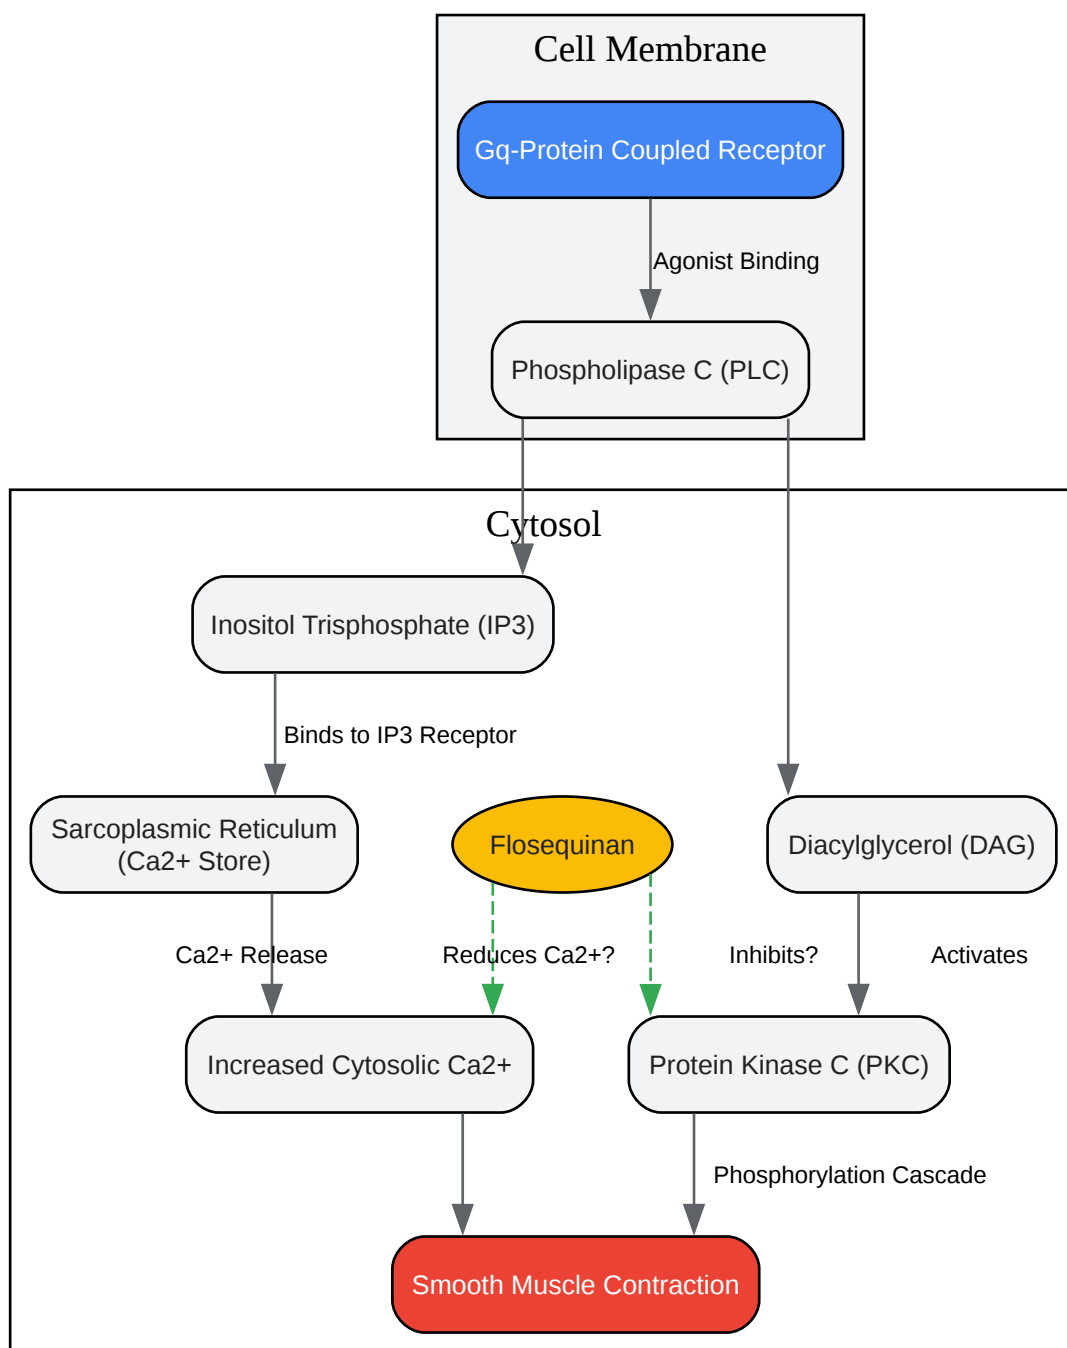 Cell Membrane
Gq-Protein Coupled Receptor
Agonist Binding
Phospholipase C (PLC)
Cytosol
Inositol Trisphosphate (IP3)
Binds to IP3 Receptor
Sarcoplasmic Reticulum
(Ca2+ Store)
Flosequinan
Diacylglycerol (DAG)
Ca2+ Release
Reduces Ca2+?
Inhibits?
Activates
Increased Cytosolic Ca2+
Protein Kinase C (PKC)
Phosphorylation Cascade
Smooth Muscle Contraction